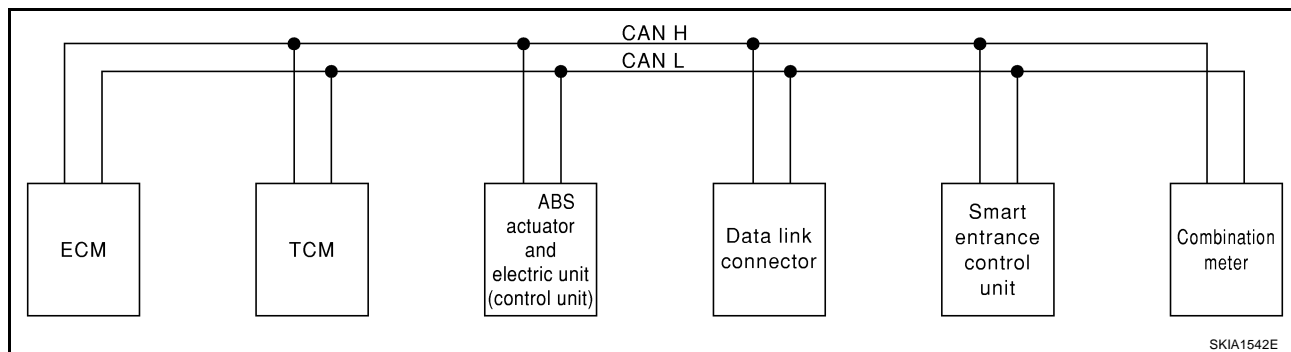 CAN H
CAN L
ECM
TCM
ABS
actuator
and
electric unit
(control unit)
Data link
connector
Smart
entrance
control
unit
Combination
meter
SKIA1542E